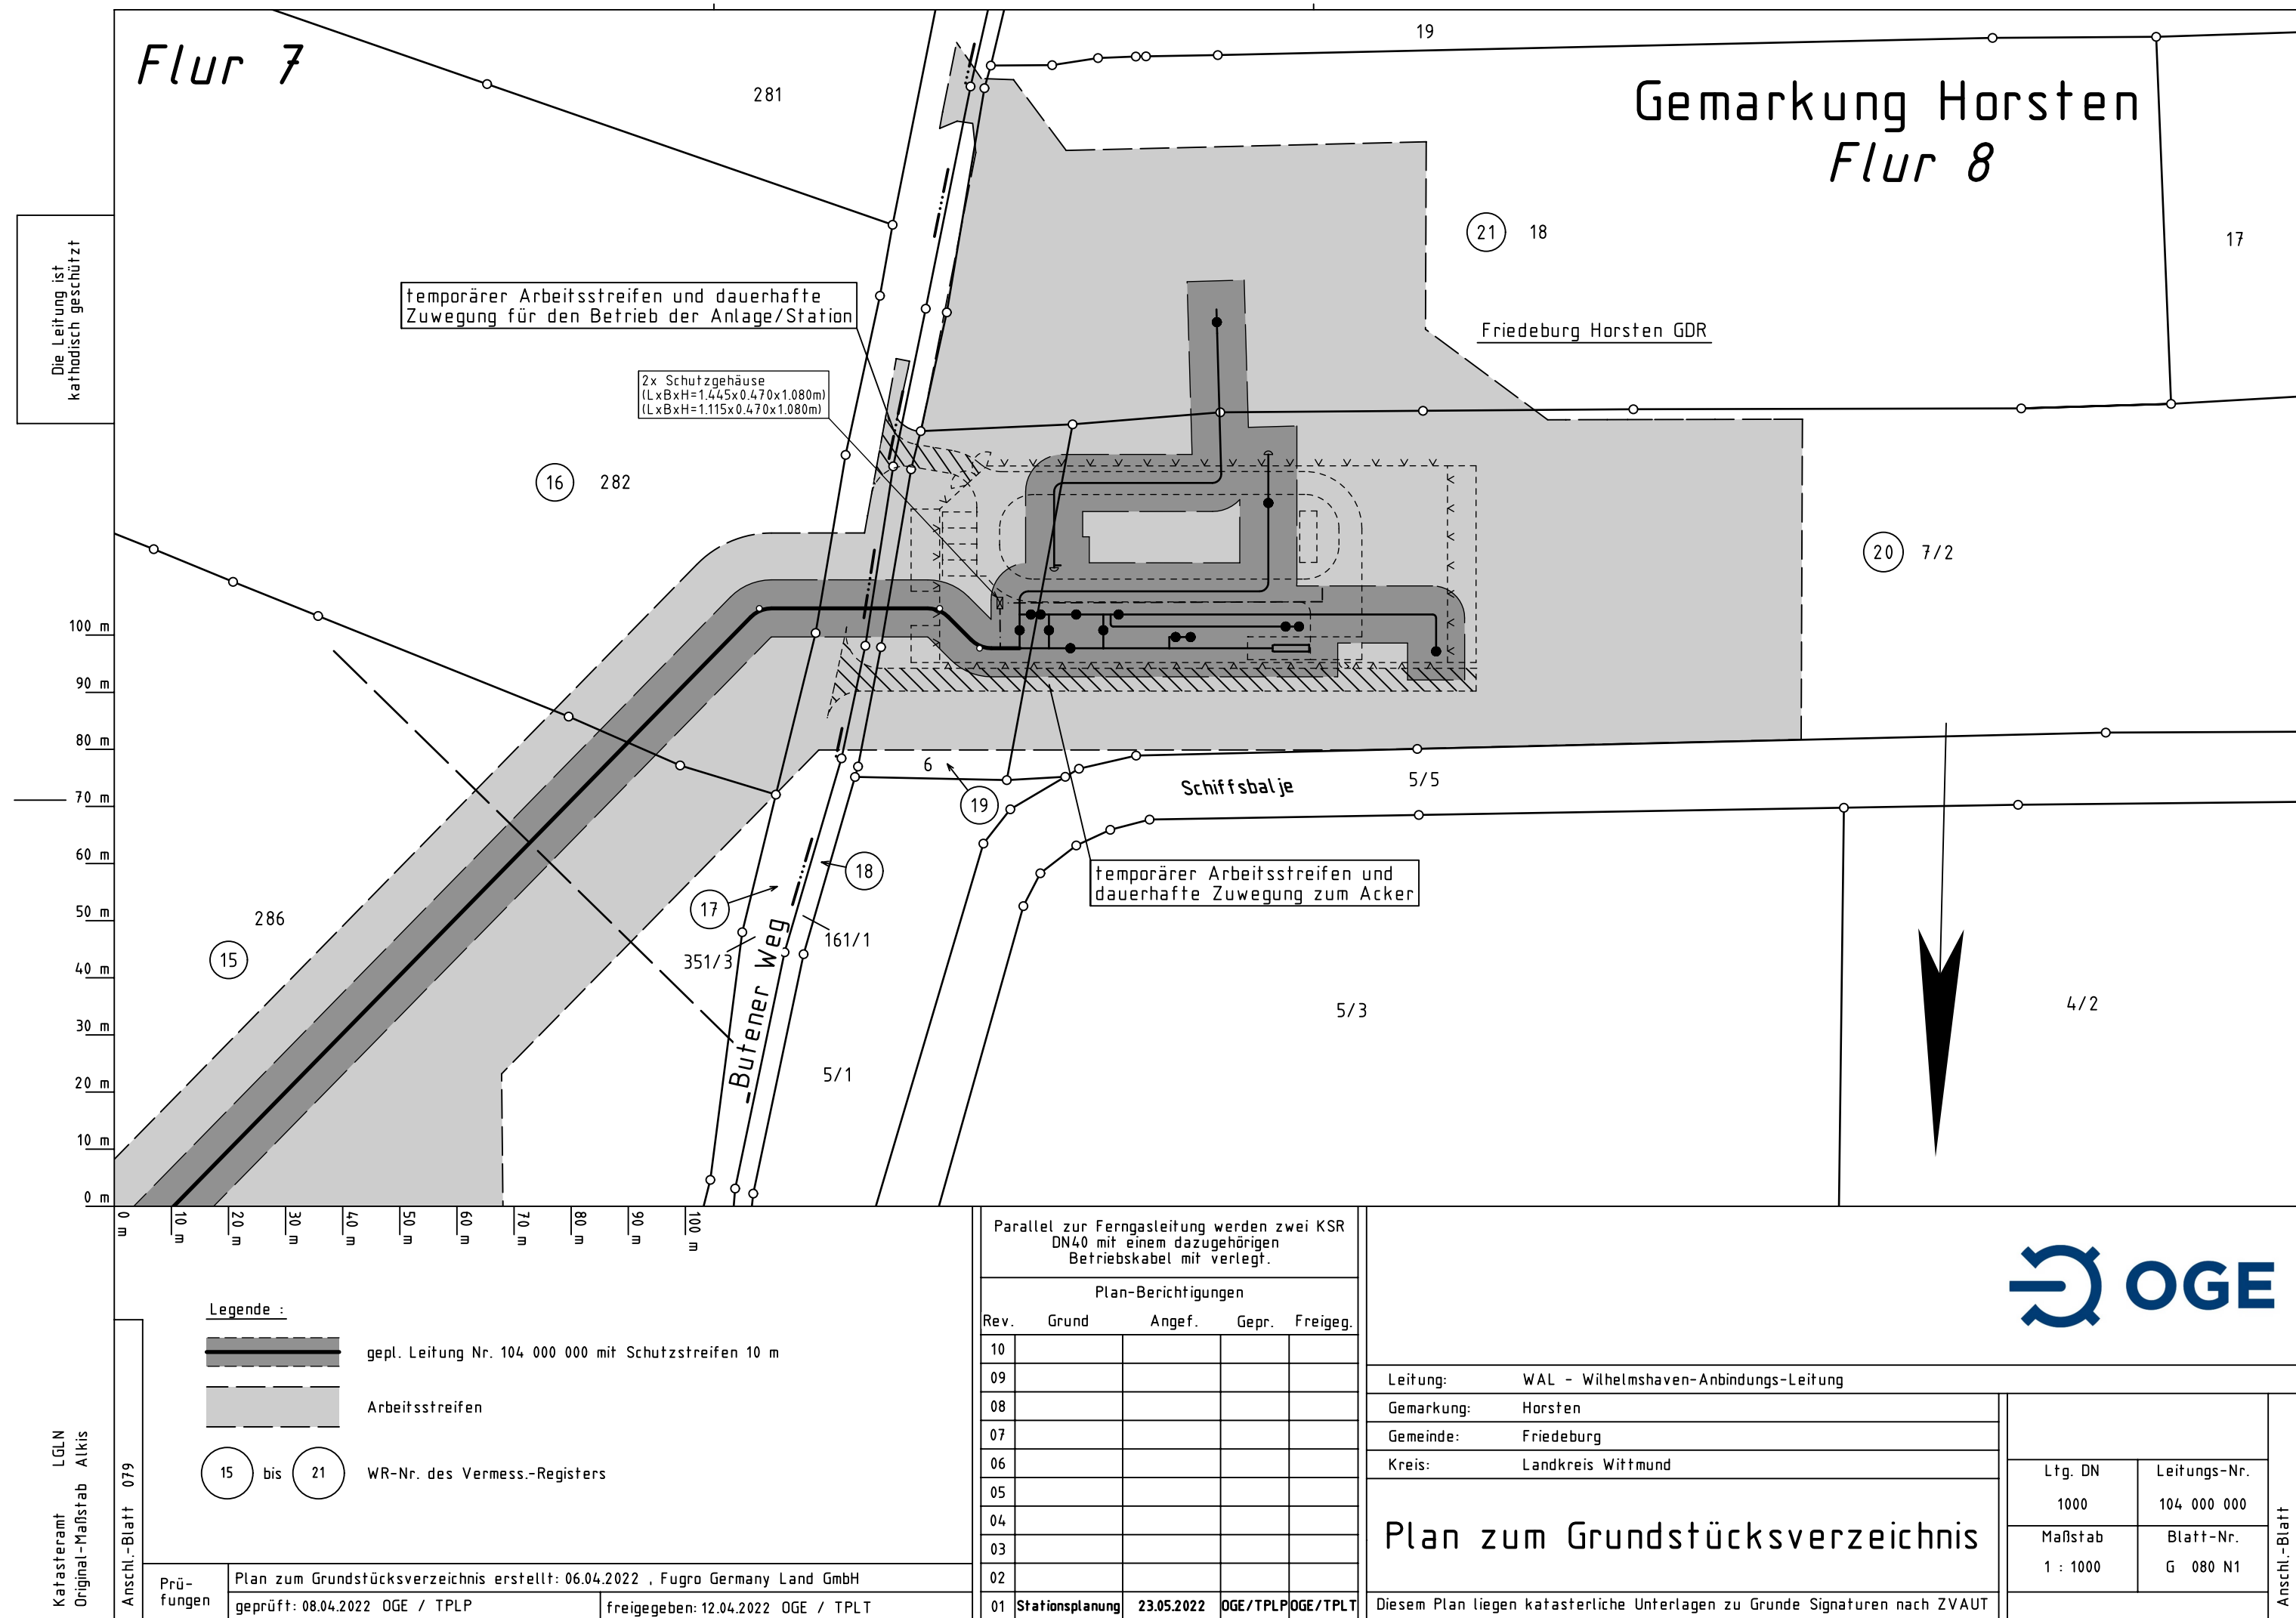 Flur 7
281
19
Gemarkung Horsten
Flur 8
21
18
17
Die Leitung ist
kathodisch geschützt
temporärer Arbeitsstreifen und dauerhafte
Zuwegung für den Betrieb der Anlage/Station
Friedeburg Horsten GDR
2x Schutzgehäuse
(LxBxH=1.445x0.470x1.080m)
(LxBxH=1.115x0.470x1.080m)
16
282
20
7/2
100 m
90 m
80 m
70 m
60 m
50 m
40 m
30 m
20 m
10 m
0 m
6
19
Schiffsbalje
5/5
temporärer Arbeitsstreifen und
dauerhafte Zuwegung zum Acker
18
17
286
15
351/3
161/1
Butener Weg
5/1
5/3
4/2
0 m
10 m
20 m
30 m
40 m
50 m
60 m
70 m
80 m
90 m
100 m
Legende :
gepl. Leitung Nr. 104 000 000 mit Schutzstreifen 10 m
Arbeitsstreifen
15 bis 21 WR-Nr. des Vermess.-Registers
Katasteramt LGLN
Original-Maßstab Alkis
Anschl.-Blatt 079
Prü-
fungen
Plan zum Grundstücksverzeichnis erstellt: 06.04.2022 , Fugro Germany Land GmbH
geprüft: 08.04.2022 OGE / TPLP
freigegeben: 12.04.2022 OGE / TPLT
Parallel zur Ferngasleitung werden zwei KSR
DN40 mit einem dazugehörigen
Betriebskabel mit verlegt.
Plan-Berichtigungen
Rev. Grund Angef. Gepr. Freigeg.
10
09
08
07
06
05
04
03
02
01 Stationsplanung 23.05.2022 OGE/TPLP OGE/TPLT
OGE
Leitung: WAL - Wilhelmshaven-Anbindungs-Leitung
Gemarkung: Horsten
Gemeinde: Friedeburg
Kreis: Landkreis Wittmund
Plan zum Grundstücksverzeichnis
Diesem Plan liegen katasterliche Unterlagen zu Grunde Signaturen nach ZVAUT
Ltg. DN Leitungs-Nr.
1000 104 000 000
Maßstab Blatt-Nr.
1 : 1000 G 080 N1
Anschl.-Blatt